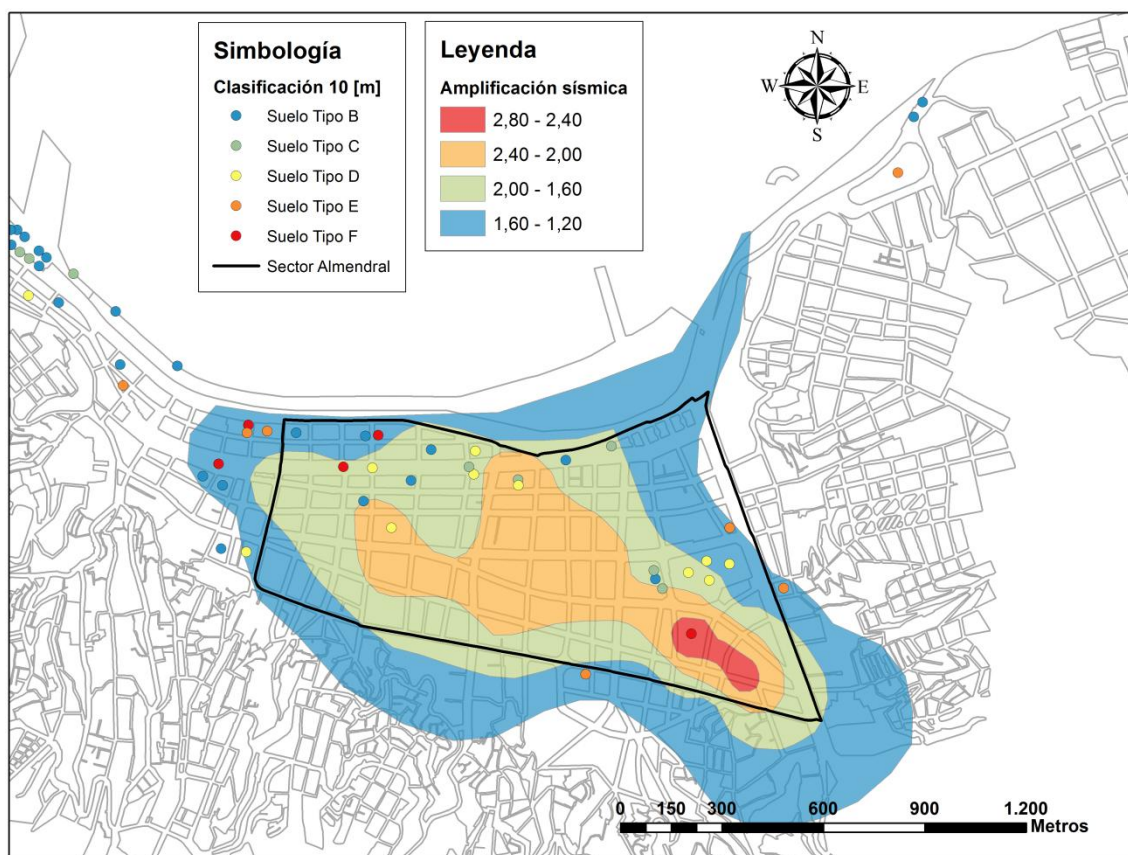 Simbología
Clasificación 10 [m]
Suelo Tipo B
Suelo Tipo C
Suelo Tipo D
Suelo Tipo E
Suelo Tipo F
Sector Almendral
Leyenda
Amplificación sísmica
2,80 - 2,40
2,40 - 2,00
2,00 - 1,60
1,60 - 1,20
N
W E
S
0 150 300 600 900 1.200
Metros